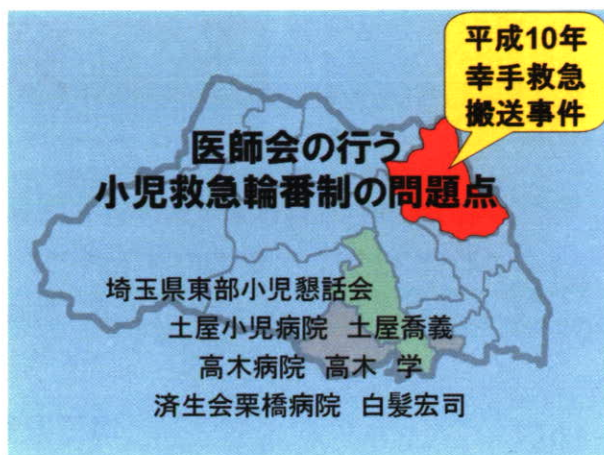 平成10年
幸手救急
搬送事件
医師会の行う
小児救急輪番制の問題点
埼玉県東部小児懇話会
土屋小児病院 土屋喬義
高木病院 高木 学
済生会栗橋病院 白髪宏司